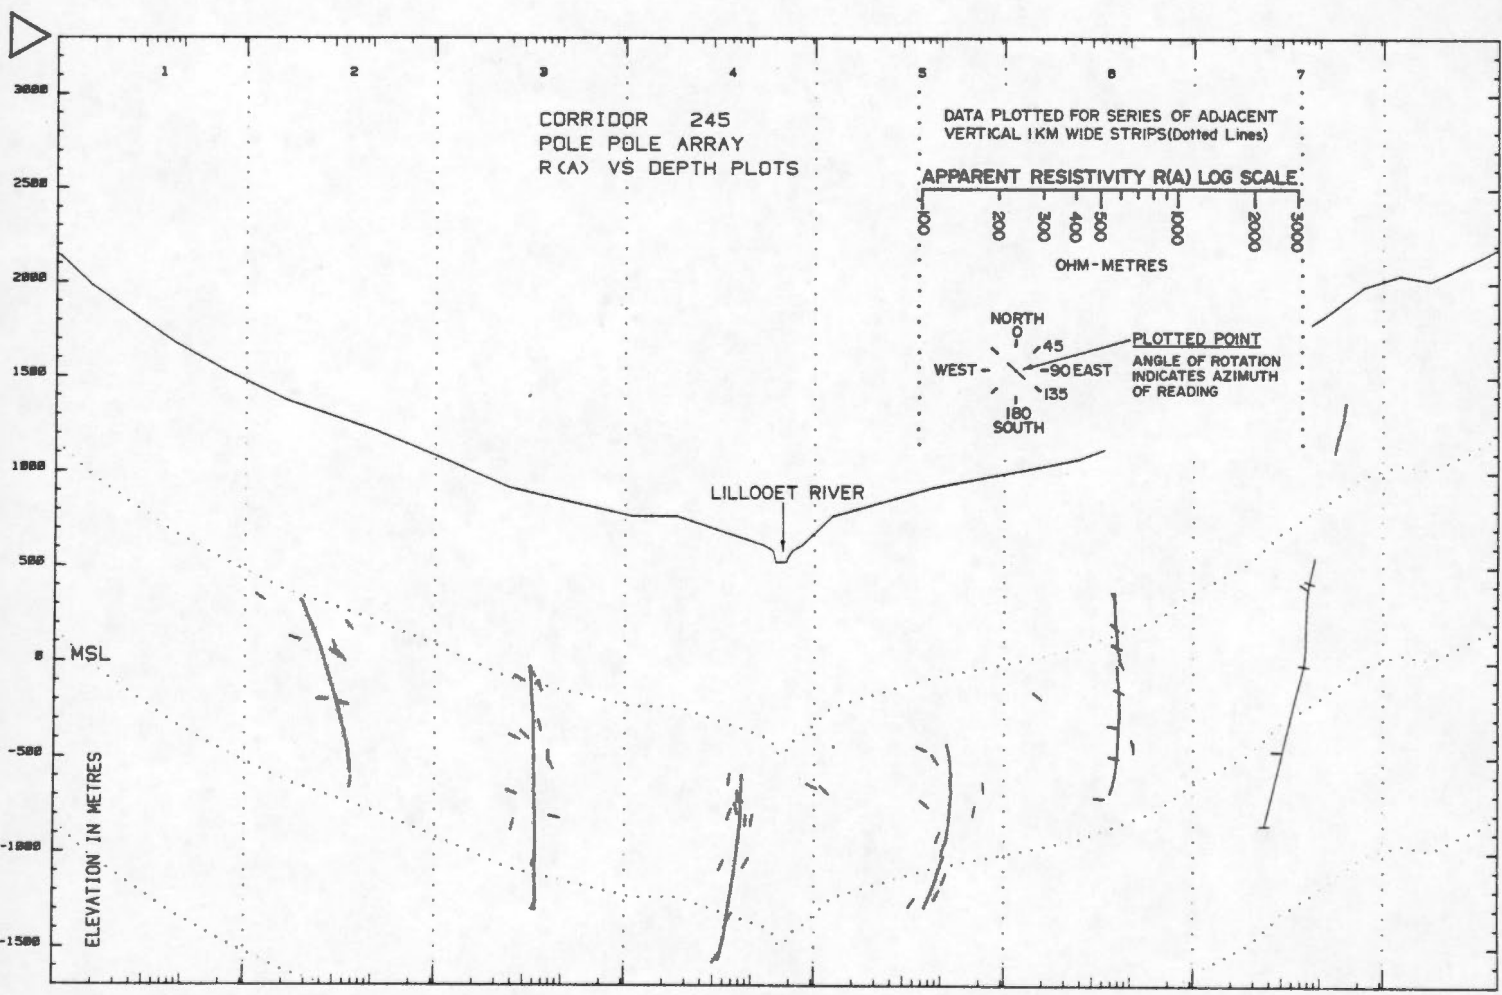 1 2 3 4 5 6 7
3000
2500
2000
1500
1000
500
0
-500
-1000
-1500
ELEVATION IN METRES
MSL
CORRIDOR 245
POLE POLE ARRAY
R(A) VS DEPTH PLOTS
LILLOOET RIVER
DATA PLOTTED FOR SERIES OF ADJACENT
VERTICAL 1KM WIDE STRIPS(Dotted Lines)
APPARENT RESISTIVITY R(A) LOG SCALE
100 200 300 400 500 1000 2000 3000
OHM-METRES
NORTH
0
45
WEST 90 EAST
135
180
SOUTH
PLOTTED POINT
ANGLE OF ROTATION
INDICATES AZIMUTH
OF READING